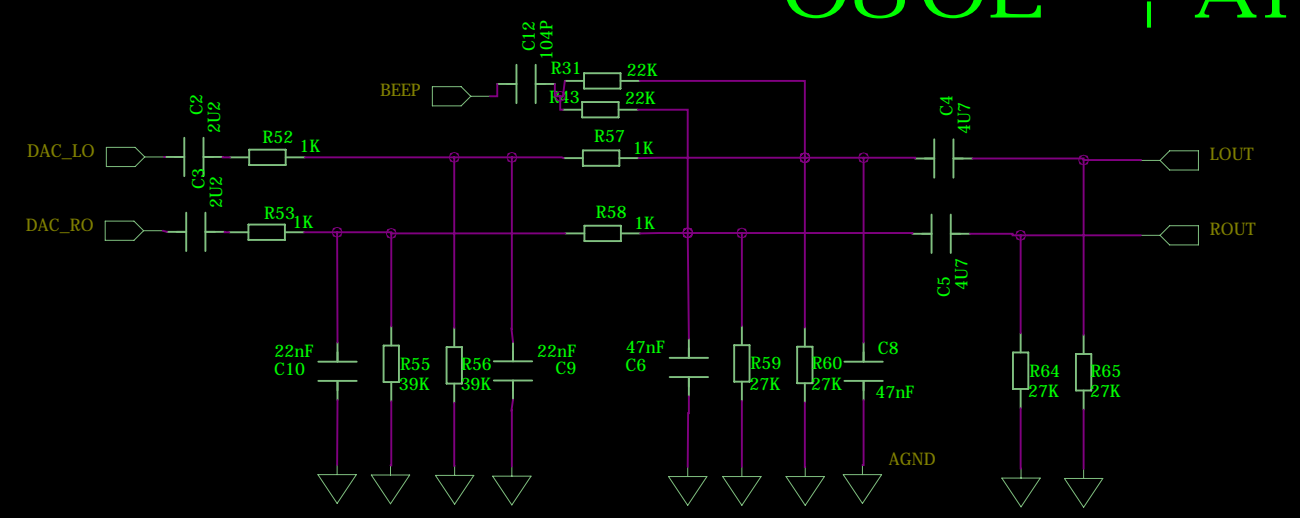 C12
104P
R31
22K
BEEP
R43
22K
C2
2U2
R52
1K
R57
1K
C4
4U7
DAC_LO
LOUT
C3
2U2
R53
1K
R58
1K
DAC_RO
ROUT
C5
4U7
22nF
C10
R55
39K
R56
39K
22nF
C9
47nF
C6
R59
27K
R60
27K
C8
47nF
R64
27K
R65
27K
AGND